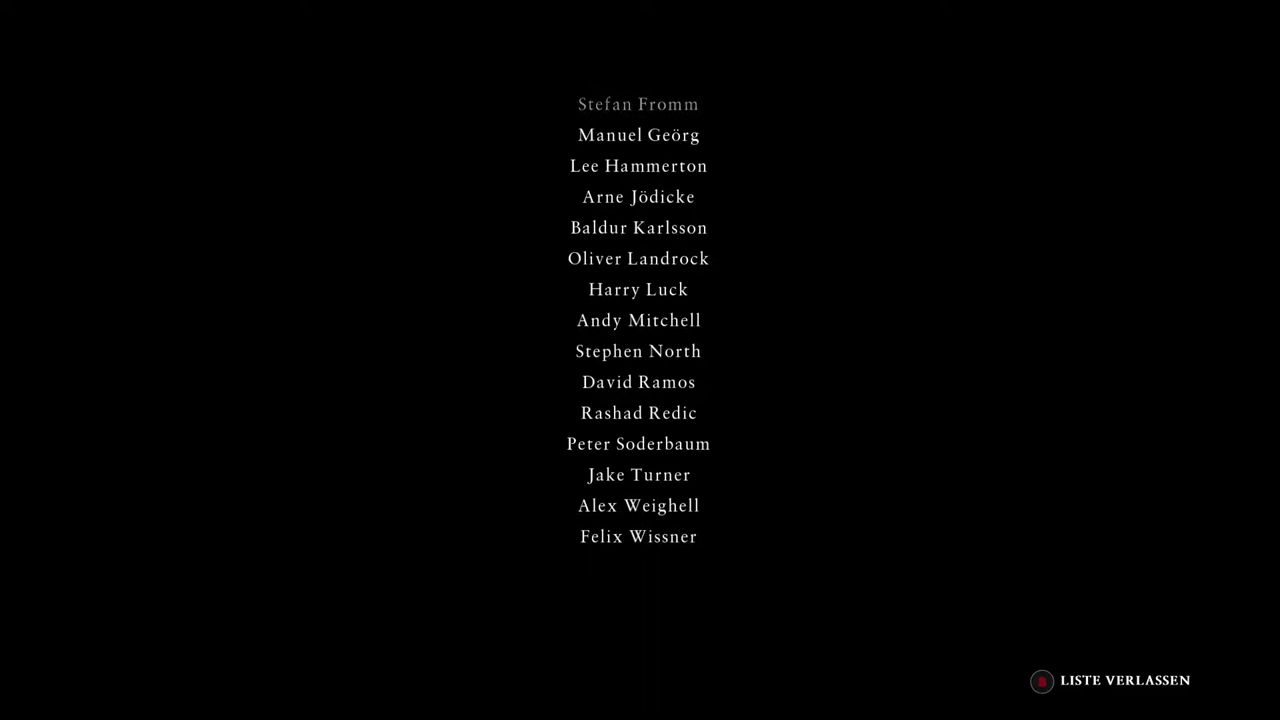 Stefan Fromm
Manuel Geörg
Lee Hammerton
Arne Jödicke
Baldur Karlsson
Oliver Landrock
Harry Luck
Andy Mitchell
Stephen North
David Ramos
Rashad Redic
Peter Soderbaum
Jake Turner
Alex Weighell
Felix Wissner
B LISTE VERLASSEN